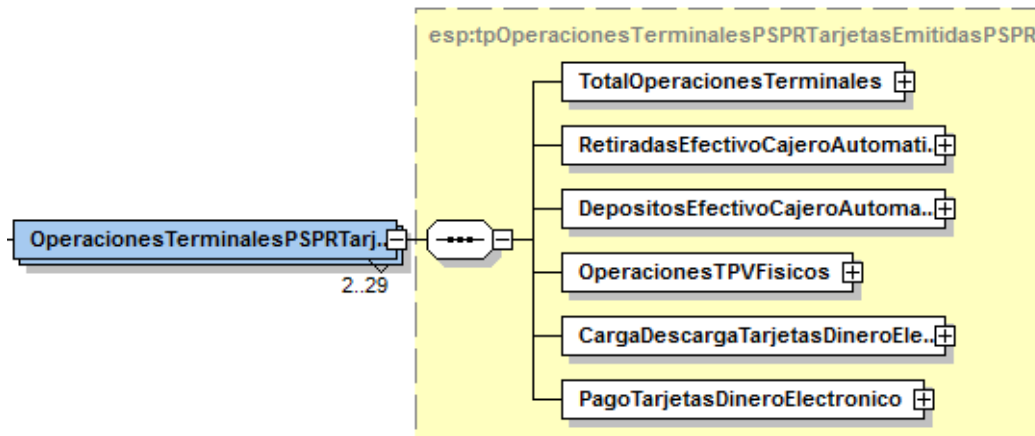 esp:tpOperacionesTerminalesPSPRTarjetasEmitidasPSPR
TotalOperacionesTerminales
RetiradasEfectivoCajeroAutomati..
DepositosEfectivoCajeroAutoma..
OperacionesTerminalesPSPRTarj..
2..29
OperacionesTPVFisicos
CargaDescargaTarjetasDineroEle..
PagoTarjetasDineroElectronico